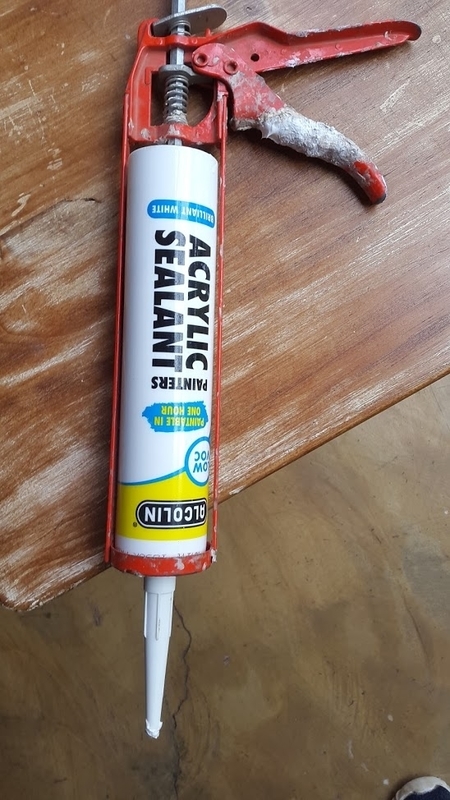 ALCOLIN®
LOW
VOC
PAINTABLE IN
ONE HOUR
PAINTERS
ACRYLIC
SEALANT
BRILLIANT WHITE